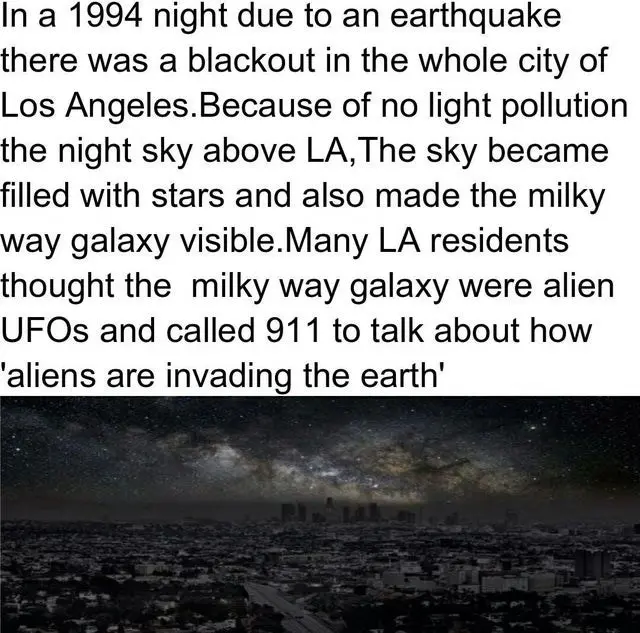 In a 1994 night due to an earthquake
there was a blackout in the whole city of
Los Angeles.Because of no light pollution
the night sky above LA,The sky became
filled with stars and also made the milky
way galaxy visible.Many LA residents
thought the  milky way galaxy were alien
UFOs and called 911 to talk about how
'aliens are invading the earth'